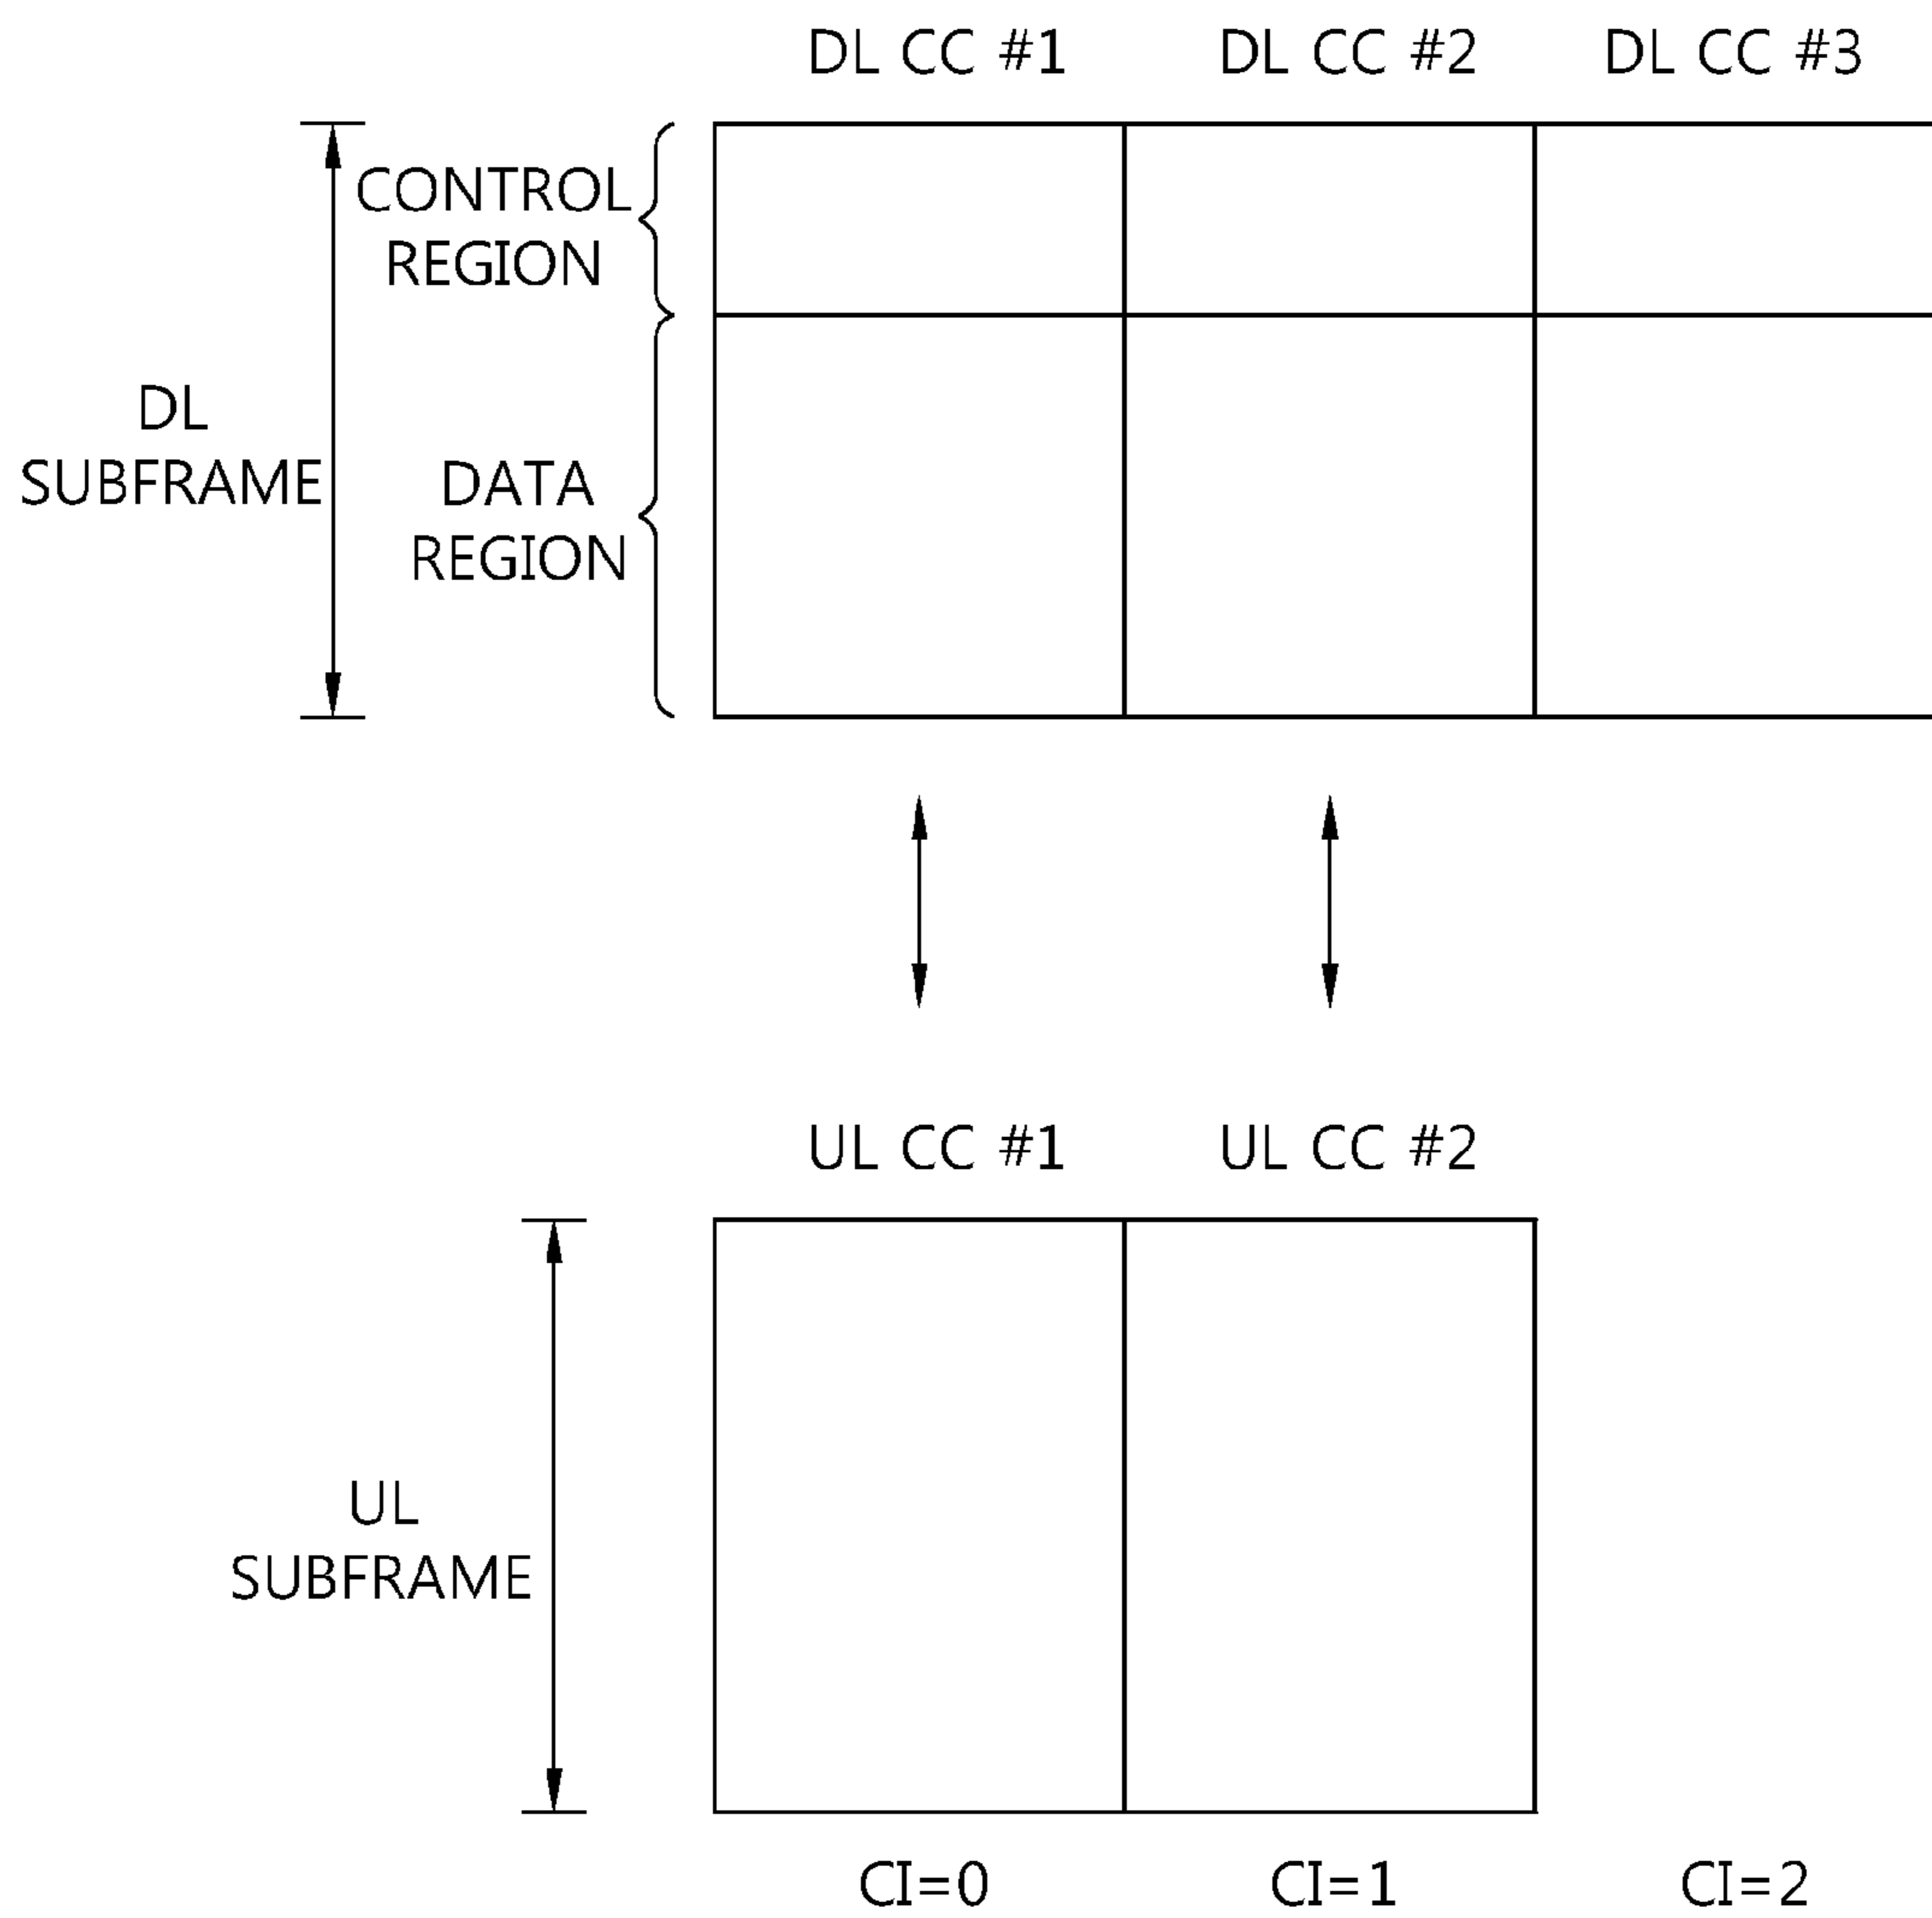 DL CC #1 DL CC #2 DL CC #3
CONTROL
REGION
DL
SUBFRAME
DATA
REGION
UL CC #1 UL CC #2
UL
SUBFRAME
CI=0 CI=1 CI=2